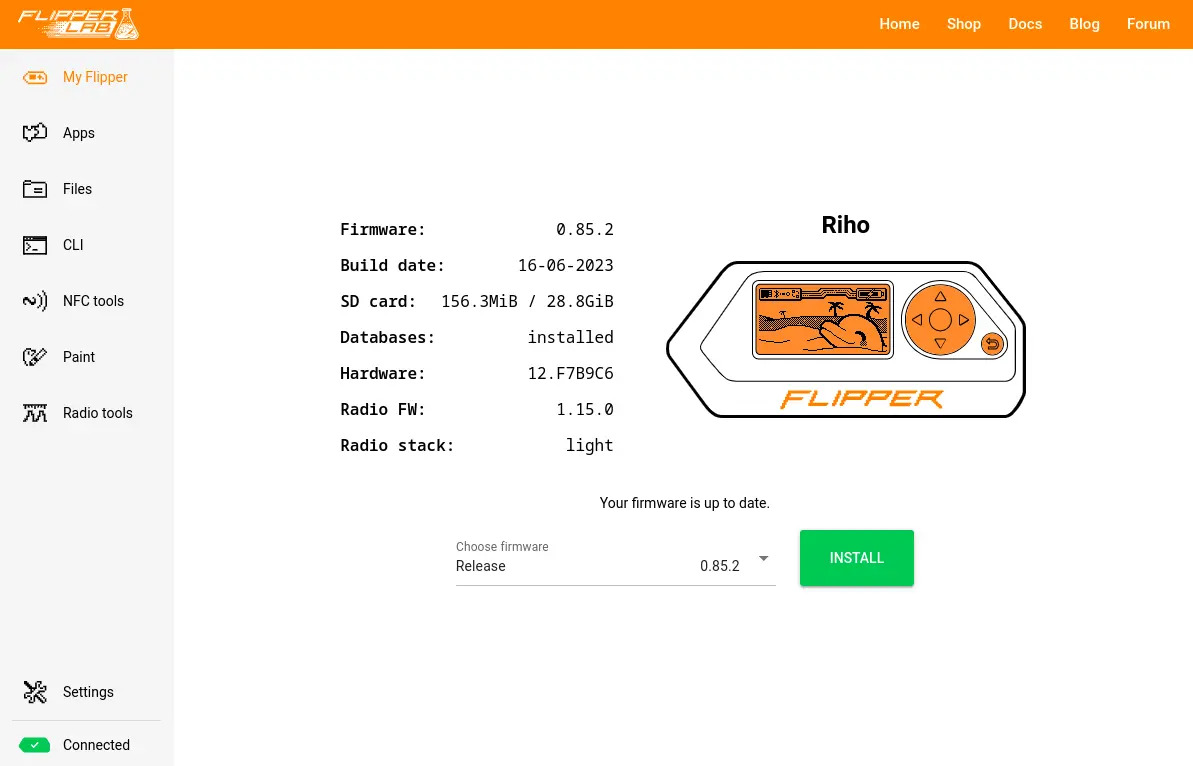 FLIPPER
LAB
Home Shop Docs Blog Forum
My Flipper
Apps
Files
CLI
NFC tools
Paint
Radio tools
Settings
Connected
Firmware: 0.85.2
Build date: 16-06-2023
SD card: 156.3MiB / 28.8GiB
Databases: installed
Hardware: 12.F7B9C6
Radio FW: 1.15.0
Radio stack: light
Riho
FLIPPER
Your firmware is up to date.
Choose firmware
Release 0.85.2
INSTALL